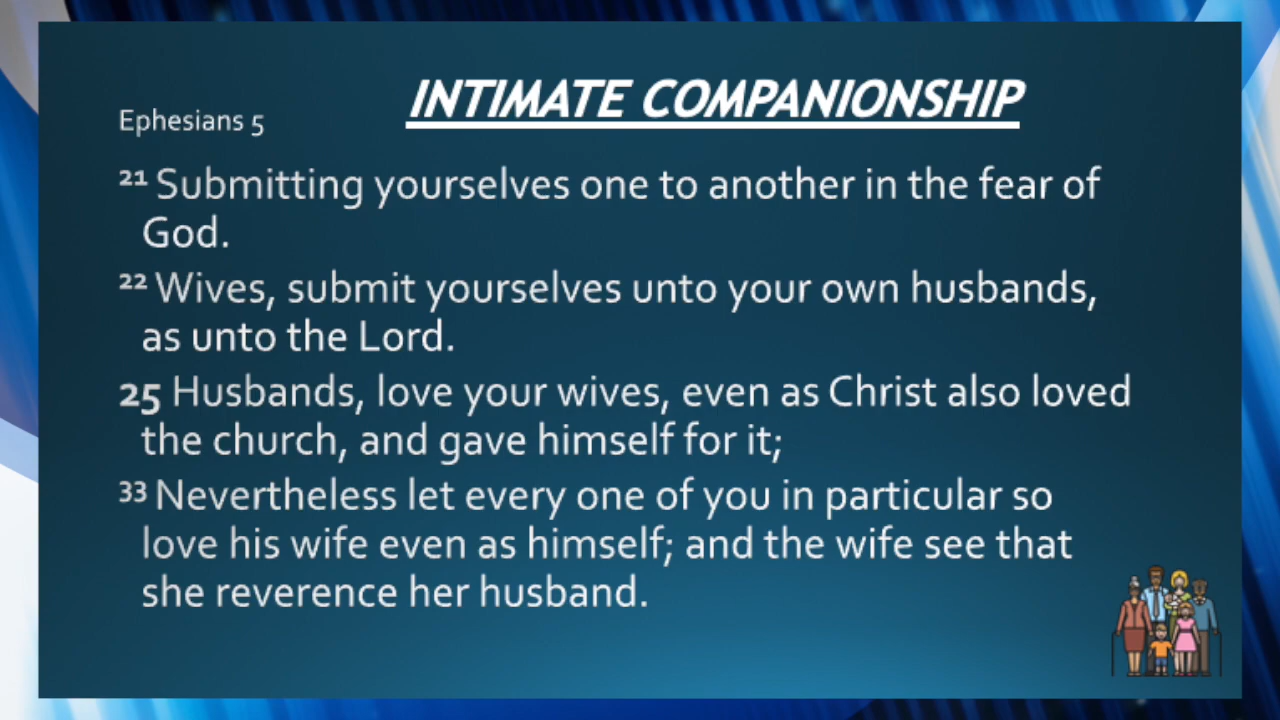 INTIMATE COMPANIONSHIP
Ephesians 5
21 Submitting yourselves one to another in the fear of
God.
22 Wives, submit yourselves unto your own husbands,
as unto the Lord.
25 Husbands, love your wives, even as Christ also loved
the church, and gave himself for it;
33 Nevertheless let every one of you in particular so
love his wife even as himself; and the wife see that
she reverence her husband.